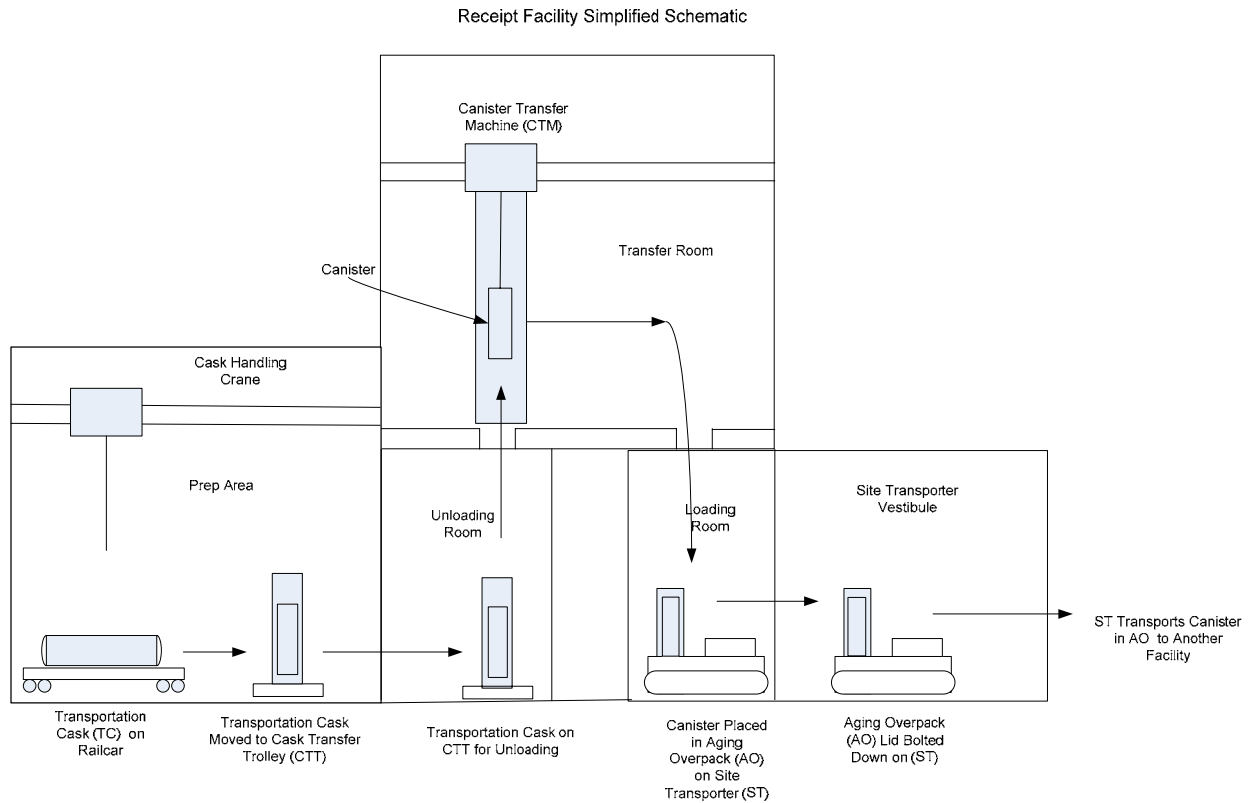 Receipt Facility Simplified Schematic
Canister Transfer
Machine (CTM)
Transfer Room
Canister
Cask Handling
Crane
Prep Area
Unloading
Room
Loading
Room
Site Transporter
Vestibule
ST Transports Canister
in AO to Another
Facility
Transportation
Cask (TC) on
Railcar
Transportation Cask
Moved to Cask Transfer
Trolley (CTT)
Transportation Cask on
CTT for Unloading
Canister Placed
in Aging
Overpack (AO)
on Site
Transporter (ST)
Aging Overpack
(AO) Lid Bolted
Down on (ST)